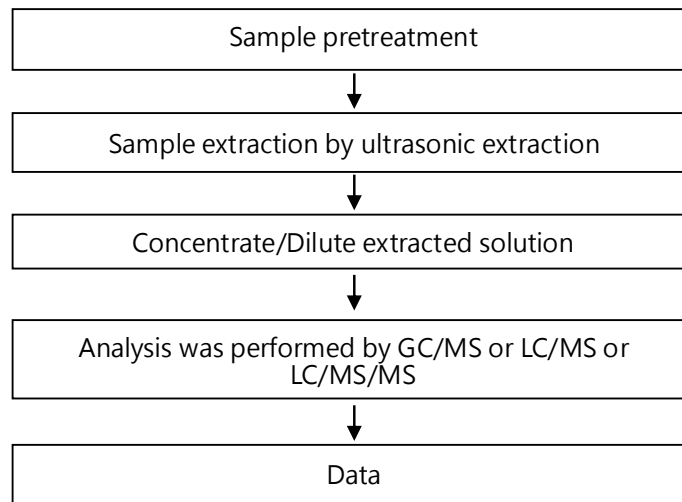 Sample pretreatment
Sample extraction by ultrasonic extraction
Concentrate/Dilute extracted solution
Analysis was performed by GC/MS or LC/MS or
LC/MS/MS
Data